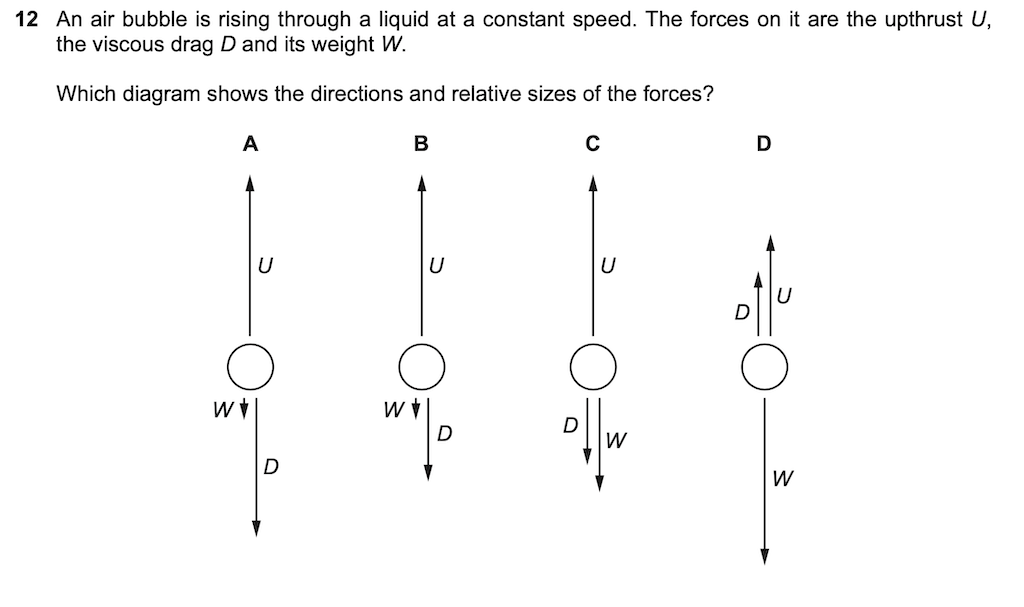 12 An air bubble is rising through a liquid at a constant speed. The forces on it are the upthrust U,
the viscous drag D and its weight W.
Which diagram shows the directions and relative sizes of the forces?
A B C D
U U U D U
W D W D D W W